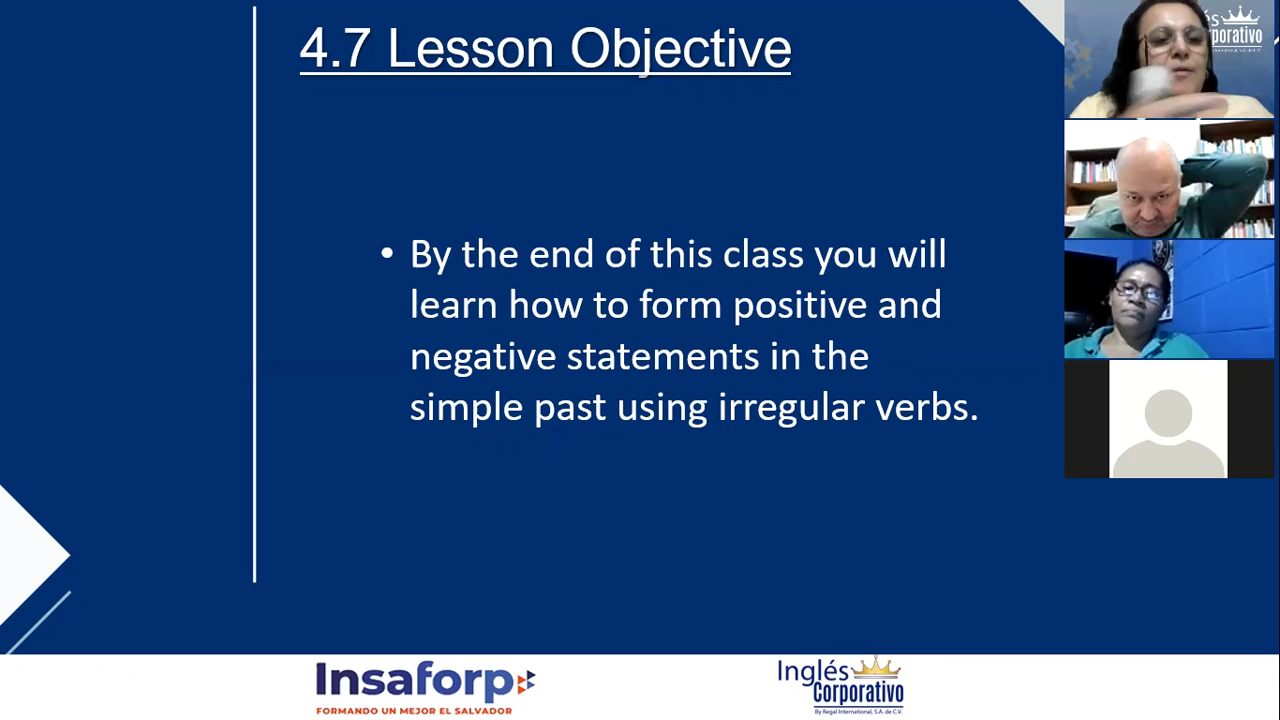 4.7 Lesson Objective
• By the end of this class you will
learn how to form positive and
negative statements in the
simple past using irregular verbs.
Insaforp
FORMANDO UN MEJOR EL SALVADOR
Inglés
Corporativo
By Regal International, S.A. de C.V.